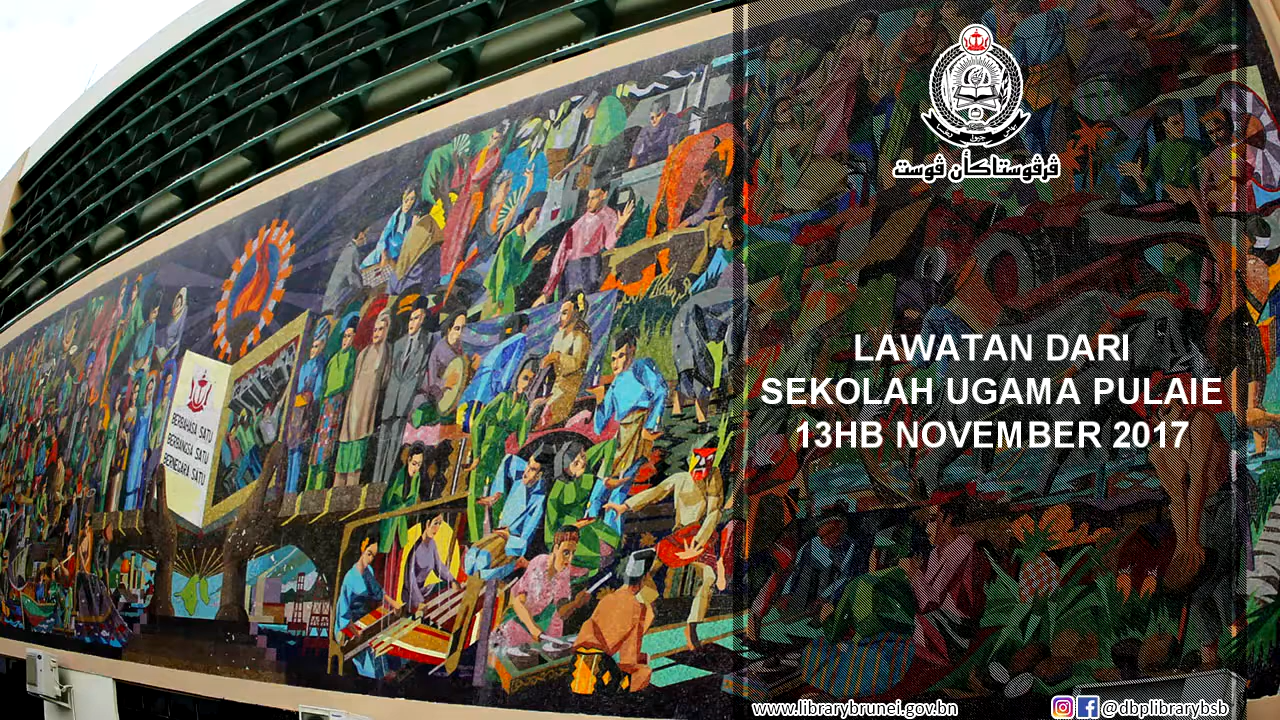 ڤرڤوستاکاٴن ڤوست
LAWATAN DARI
SEKOLAH UGAMA PULAIE
13HB NOVEMBER 2017
BERBAHASA SATU
BERBANGSA SATU
BERNEGARA SATU
www.librarybrunei.gov.bn
@dbplibrarybsb